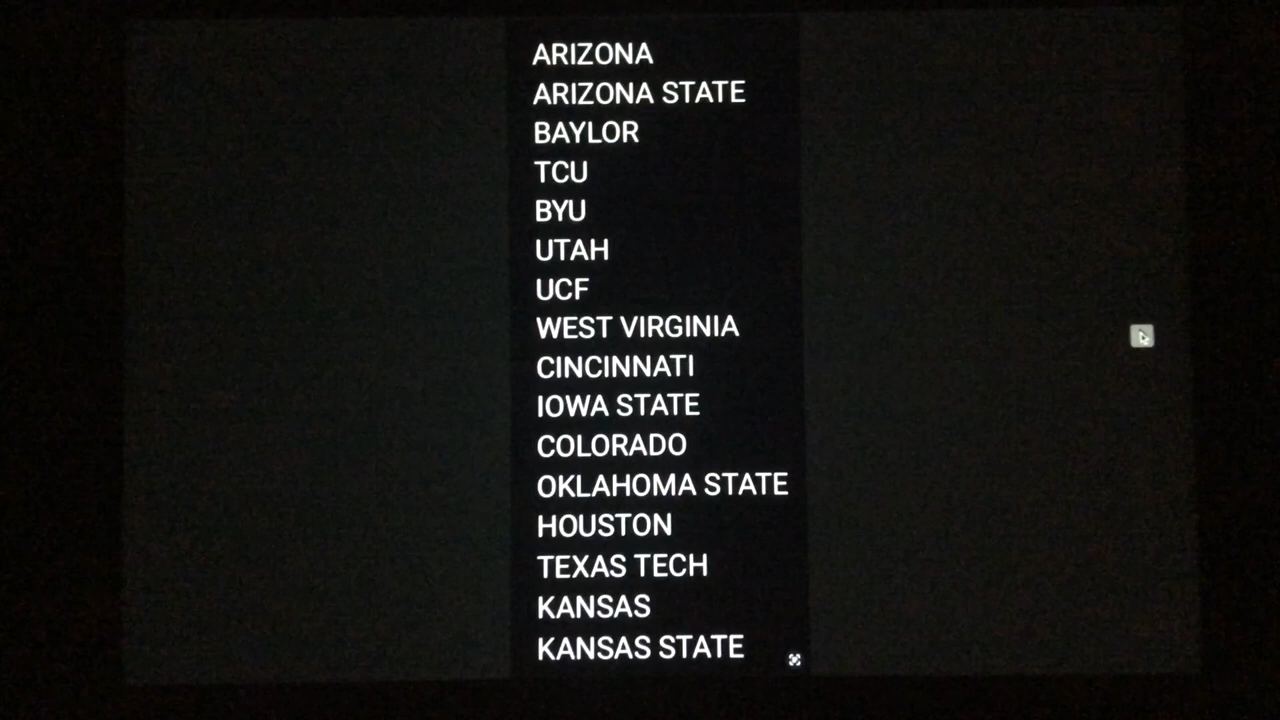 ARIZONA
ARIZONA STATE
BAYLOR
TCU
BYU
UTAH
UCF
WEST VIRGINIA
CINCINNATI
IOWA STATE
COLORADO
OKLAHOMA STATE
HOUSTON
TEXAS TECH
KANSAS
KANSAS STATE